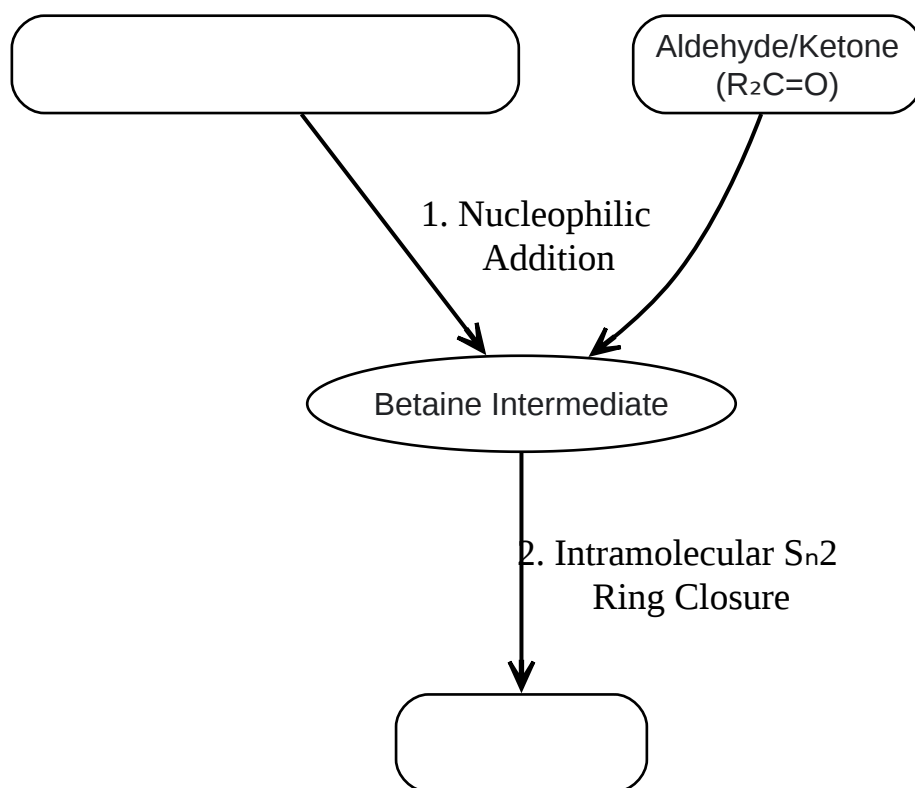 Aldehyde/Ketone
(R₂C=O)
1. Nucleophilic
Addition
Betaine Intermediate
2. Intramolecular Sₙ2
Ring Closure